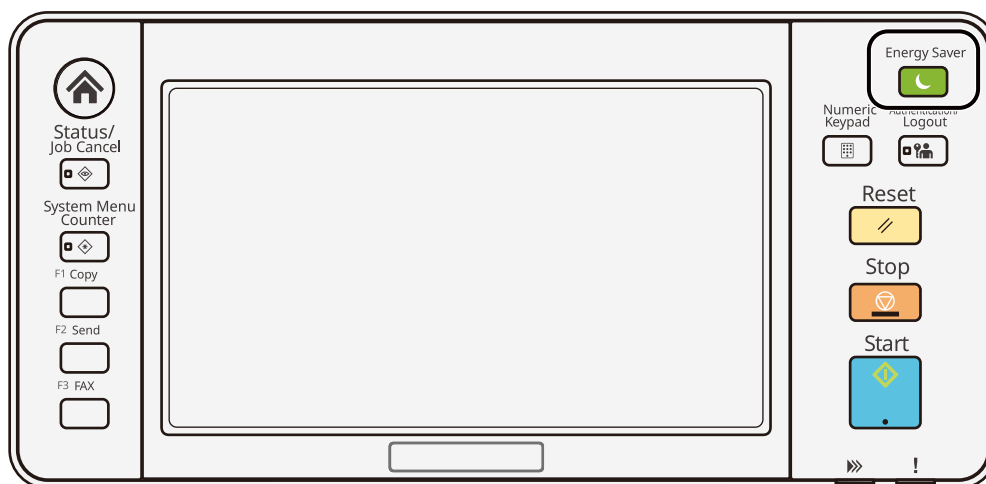 Energy Saver
Numeric
Keypad
Authentication/
Logout
Status/
Job Cancel
System Menu
Counter
F1 Copy
F2 Send
F3 FAX
Reset
Stop
Start
!